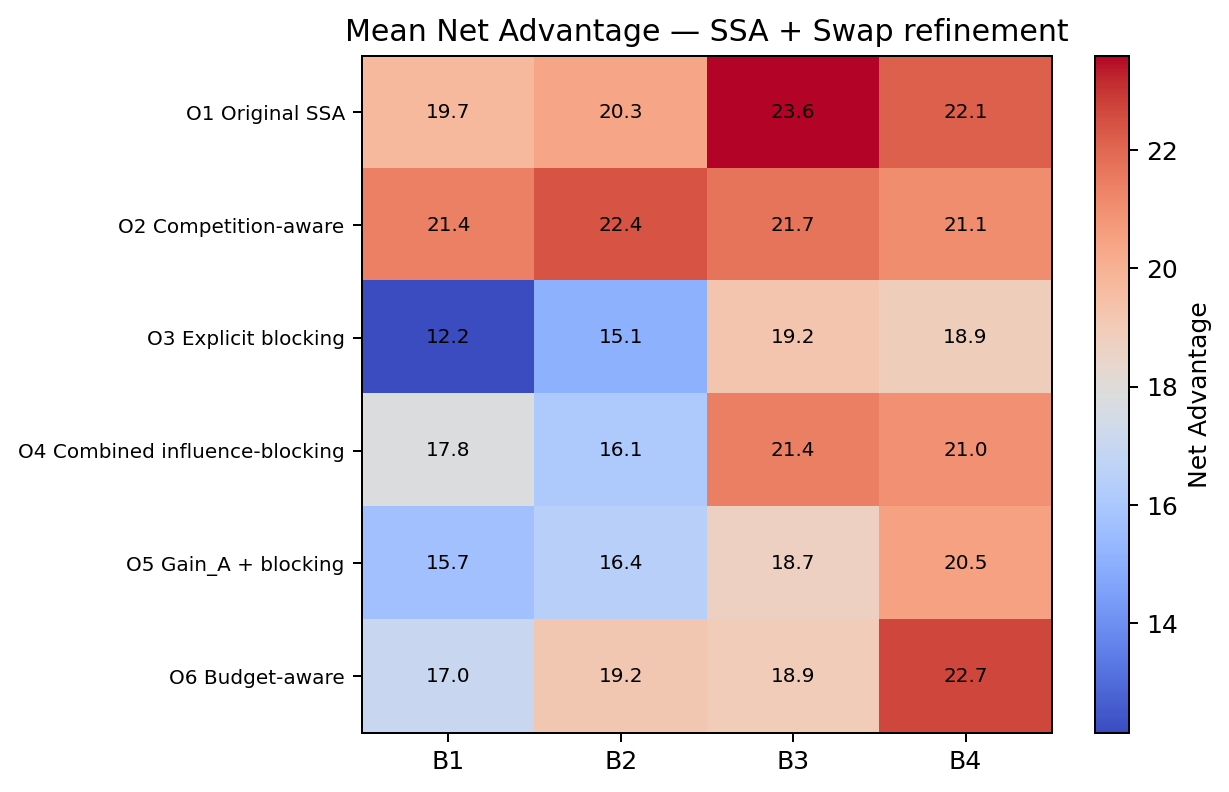 Mean Net Advantage — SSA + Swap refinement
O1 Original SSA 19.7 20.3 23.6 22.1
O2 Competition-aware 21.4 22.4 21.7 21.1
O3 Explicit blocking 12.2 15.1 19.2 18.9
O4 Combined influence-blocking 17.8 16.1 21.4 21.0
O5 Gain_A + blocking 15.7 16.4 18.7 20.5
O6 Budget-aware 17.0 19.2 18.9 22.7
B1 B2 B3 B4
22
20
18
16
14
Net Advantage